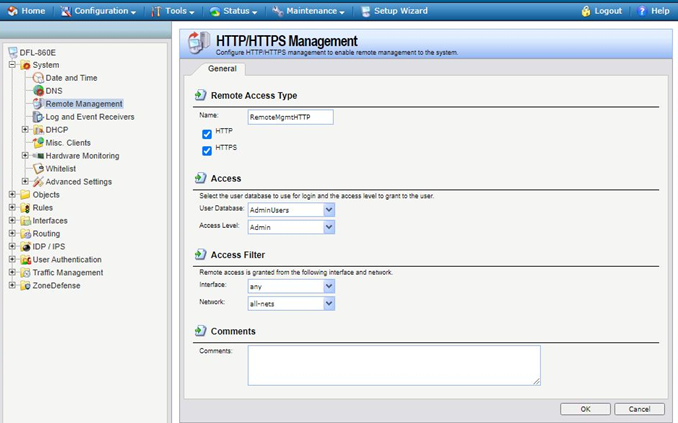 Home Configuration Tools Status Maintenance Setup Wizard Logout Help
DFL-860E
System
Date and Time
DNS
Remote Management
Log and Event Receivers
DHCP
Misc. Clients
Hardware Monitoring
Whitelist
Advanced Settings
Objects
Rules
Interfaces
Routing
IDP / IPS
User Authentication
Traffic Management
ZoneDefense
HTTP/HTTPS Management
Configure HTTP/HTTPS management to enable remote management to the system.
General
Remote Access Type
Name: RemoteMgmtHTTP
HTTP
HTTPS
Access
Select the user database to use for login and the access level to grant to the user.
User Database: AdminUsers
Access Level: Admin
Access Filter
Remote access is granted from the following interface and network.
Interface: any
Network: all-nets
Comments
Comments:
OK Cancel